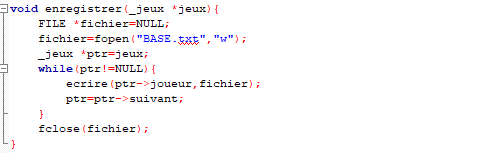 void enregistrer(_jeux *jeux){
FILE *fichier=NULL;
fichier=fopen("BASE.txt","w");
_jeux *ptr=jeux;
while(ptr!=NULL){
ecrire(ptr->joueur,fichier);
ptr=ptr->suivant;
}
fclose(fichier);
}